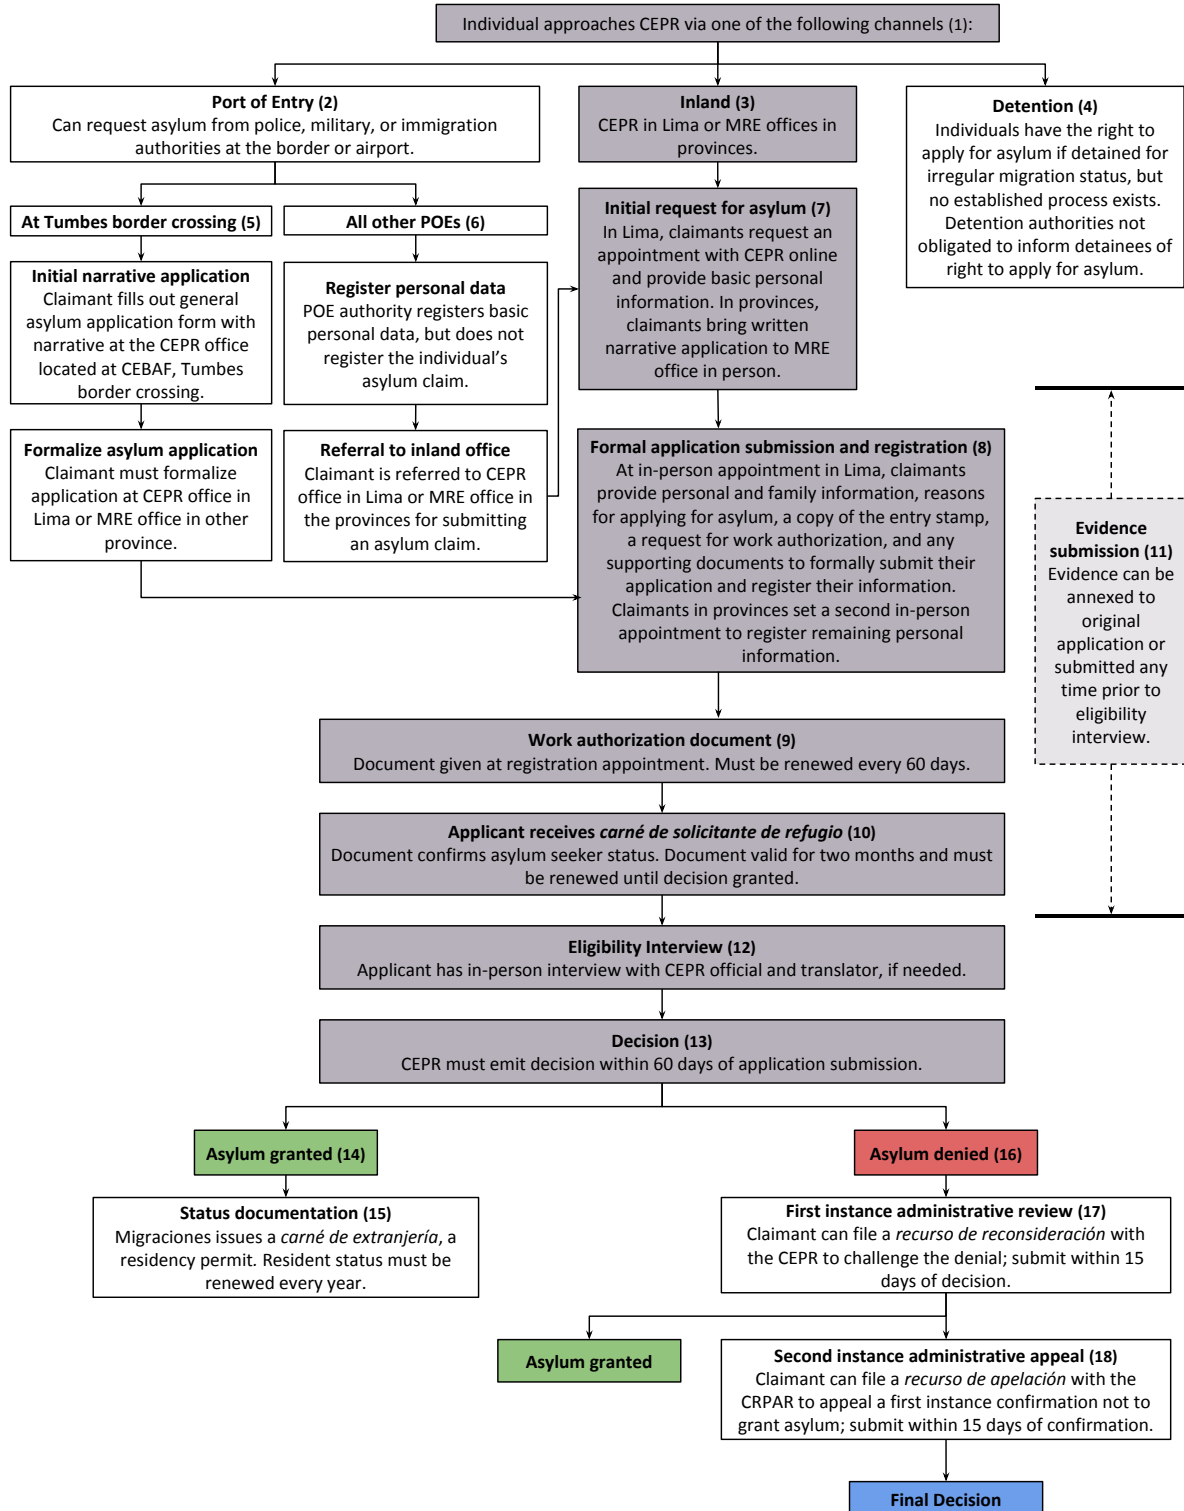 Individual approaches CEPR via one of the following channels (1):
Port of Entry (2)
Can request asylum from police, military, or immigration
authorities at the border or airport.
Inland (3)
CEPR in Lima or MRE offices in
provinces.
Detention (4)
Individuals have the right to
apply for asylum if detained for
irregular migration status, but
no established process exists.
Detention authorities not
obligated to inform detainees of
right to apply for asylum.
At Tumbes border crossing (5)
All other POEs (6)
Initial narrative application
Claimant fills out general
asylum application form with
narrative at the CEPR office
located at CEBAF, Tumbes
border crossing.
Register personal data
POE authority registers basic
personal data, but does not
register the individual's
asylum claim.
Initial request for asylum (7)
In Lima, claimants request an
appointment with CEPR online
and provide basic personal
information. In provinces,
claimants bring written
narrative application to MRE
office in person.
Formalize asylum application
Claimant must formalize
application at CEPR office in
Lima or MRE office in other
province.
Referral to inland office
Claimant is referred to CEPR
office in Lima or MRE office in
the provinces for submitting
an asylum claim.
Formal application submission and registration (8)
At in-person appointment in Lima, claimants
provide personal and family information, reasons
for applying for asylum, a copy of the entry stamp,
a request for work authorization, and any
supporting documents to formally submit their
application and register their information.
Claimants in provinces set a second in-person
appointment to register remaining personal
information.
Evidence
submission (11)
Evidence can be
annexed to
original
application or
submitted any
time prior to
eligibility
interview.
Work authorization document (9)
Document given at registration appointment. Must be renewed every 60 days.
Applicant receives carné de solicitante de refugio (10)
Document confirms asylum seeker status. Document valid for two months and must
be renewed until decision granted.
Eligibility Interview (12)
Applicant has in-person interview with CEPR official and translator, if needed.
Decision (13)
CEPR must emit decision within 60 days of application submission.
Asylum granted (14)
Asylum denied (16)
Status documentation (15)
Migraciones issues a carné de extranjería, a
residency permit. Resident status must be
renewed every year.
First instance administrative review (17)
Claimant can file a recurso de reconsideración with
the CEPR to challenge the denial; submit within 15
days of decision.
Asylum granted
Second instance administrative appeal (18)
Claimant can file a recurso de apelación with the
CRPAR to appeal a first instance confirmation not to
grant asylum; submit within 15 days of confirmation.
Final Decision